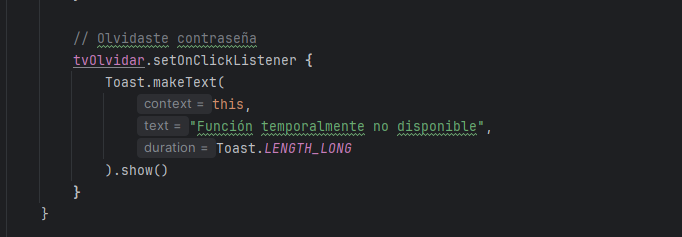 // Olvidaste contraseña
tvOlvidar.setOnClickListener {
Toast.makeText(
context = this,
text = "Función temporalmente no disponible",
duration = Toast.LENGTH_LONG
).show()
}
}